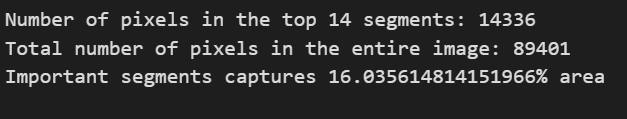 Number of pixels in the top 14 segments: 14336
Total number of pixels in the entire image: 89401
Important segments captures 16.035614814151966% area